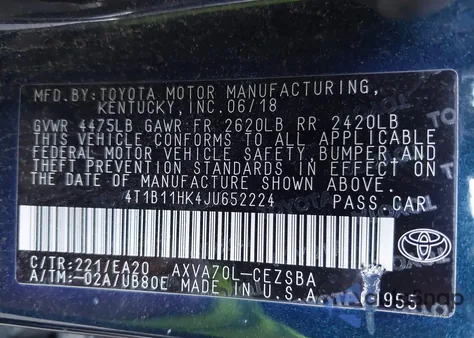 MFD.BY:TOYOTA MOTOR MANUFACTURING,
KENTUCKY,INC.06/18
GVWR 4475LB GAWR:FR 2620LB RR 2420LB
THIS VEHICLE CONFORMS TO ALL APPLICABLE
FEDERAL MOTOR VEHICLE SAFETY,BUMPER,AND
THEFT PREVENTION STANDARDS IN EFFECT ON
THE DATE OF MANUFACTURE SHOWN ABOVE.
4T1B11HK4JU652224 PASS.CAR
C/TR:221/EA20 AXVA70L-CEZSBA
A/TM:-02A/UB80E MADE IN U.S.A. 1955